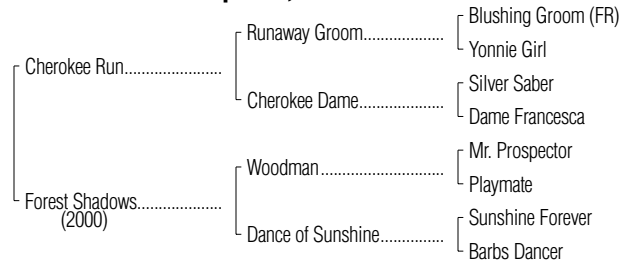 Blushing Groom (FR)
Runaway Groom....................
Yonnie Girl
Cherokee Run.......................
Silver Saber
Cherokee Dame.....................
Dame Francesca
Mr. Prospector
Woodman.............................
Playmate
Forest Shadows....................
(2000)
Sunshine Forever
Dance of Sunshine...............
Barbs Dancer